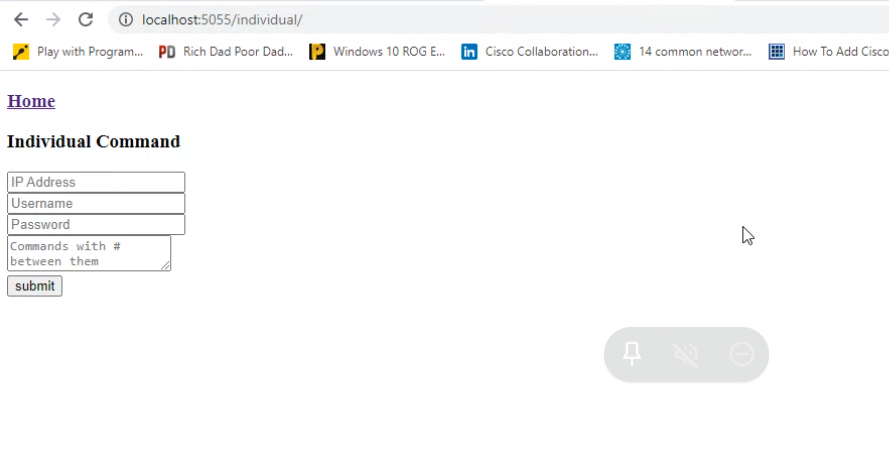 localhost:5055/individual/
Play with Program... PD Rich Dad Poor Dad... P Windows 10 ROG E... in Cisco Collaboration... 14 common networ... How To Add Cisco
Home
Individual Command
IP Address
Username
Password
Commands with #
between them
submit